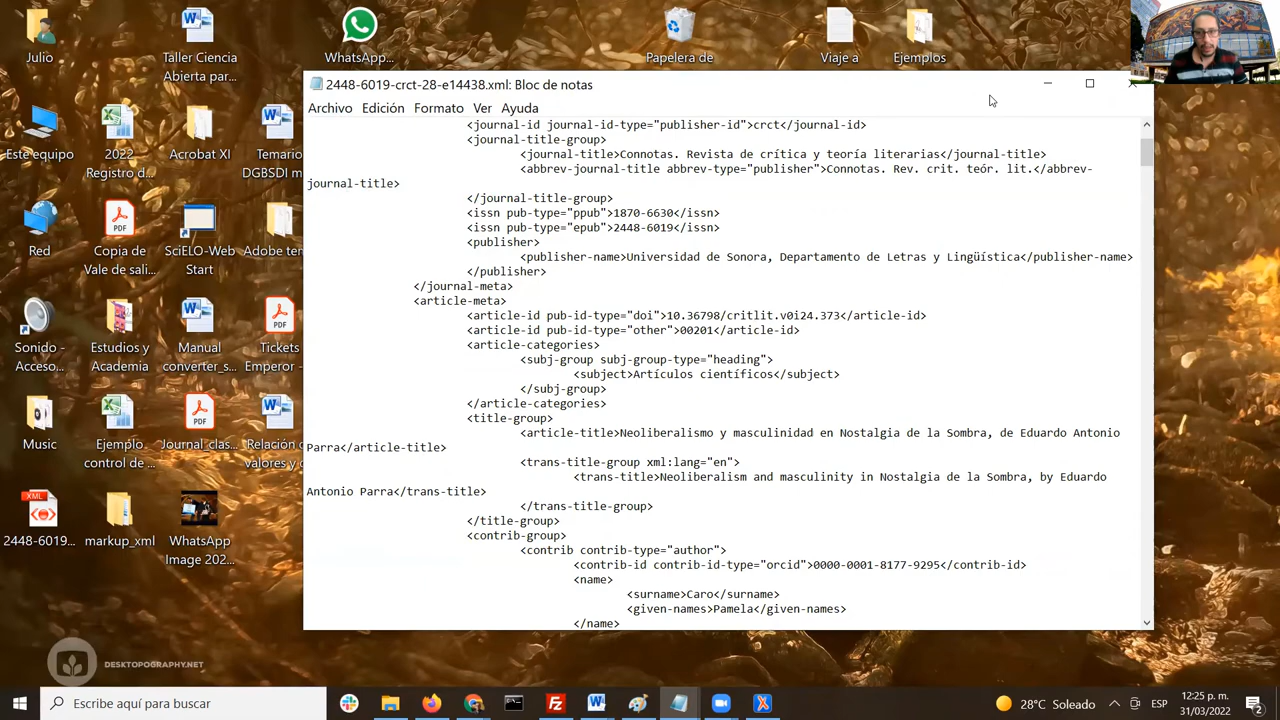 Julio
Taller Ciencia
Abierta par...
WhatsApp...
Papelera de
Viaje a
Ejemplos
Este equipo
2022
Registro d...
Acrobat XI
Temario
DGBSDI m...
Red
Copia de
Vale de sali...
SciELO-Web
Start
Adobe tem
Sonido -
Acceso...
Estudios y
Academia
Manual
converter_s...
Tickets
Emperor -
Music
Ejemplo
control de ...
Journal_clas...
Relación d
valores y d
2448-6019...
markup_xml
WhatsApp
Image 202...
2448-6019-crct-28-e14438.xml: Bloc de notas
Archivo Edición Formato Ver Ayuda
<journal-id journal-id-type="publisher-id">crct</journal-id>
<journal-title-group>
<journal-title>Connotas. Revista de crítica y teoría literarias</journal-title>
<abbrev-journal-title abbrev-type="publisher">Connotas. Rev. crit. teór. lit.</abbrev-
journal-title>
</journal-title-group>
<issn pub-type="ppub">1870-6630</issn>
<issn pub-type="epub">2448-6019</issn>
<publisher>
<publisher-name>Universidad de Sonora, Departamento de Letras y Lingüística</publisher-name>
</publisher>
</journal-meta>
<article-meta>
<article-id pub-id-type="doi">10.36798/critlit.v0i24.373</article-id>
<article-id pub-id-type="other">00201</article-id>
<article-categories>
<subj-group subj-group-type="heading">
<subject>Artículos científicos</subject>
</subj-group>
</article-categories>
<title-group>
<article-title>Neoliberalismo y masculinidad en Nostalgia de la Sombra, de Eduardo Antonio
Parra</article-title>
<trans-title-group xml:lang="en">
<trans-title>Neoliberalism and masculinity in Nostalgia de la Sombra, by Eduardo
Antonio Parra</trans-title>
</trans-title-group>
</title-group>
<contrib-group>
<contrib contrib-type="author">
<contrib-id contrib-id-type="orcid">0000-0001-8177-9295</contrib-id>
<name>
<surname>Caro</surname>
<given-names>Pamela</given-names>
</name>
DESKTOPOGRAPHY.NET
Escribe aquí para buscar
28°C Soleado
ESP
12:25 p. m.
31/03/2022
2